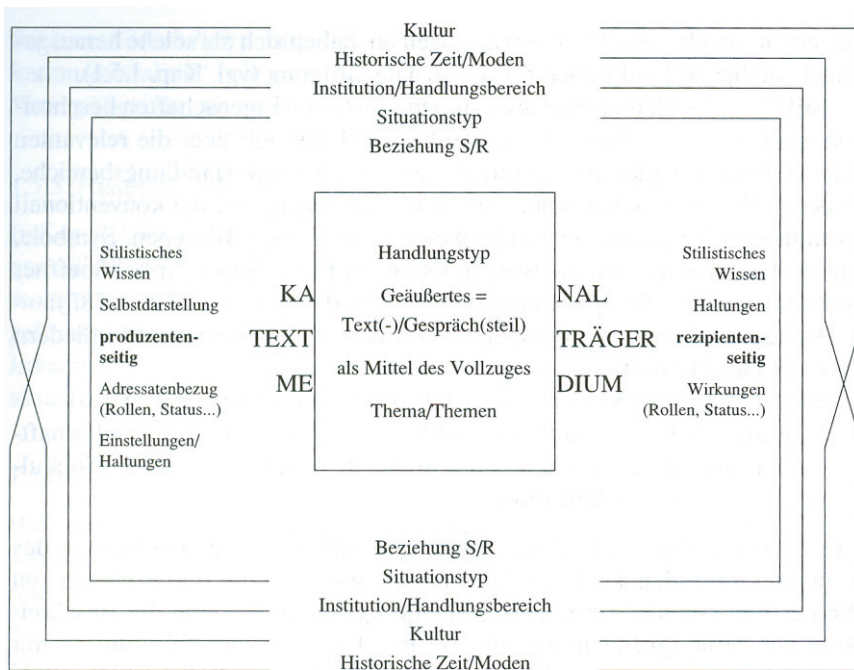 Kultur
Historische Zeit/Moden
Institution/Handlungsbereich
Situationstyp
Beziehung S/R
Stilistisches
Wissen
Selbstdarstellung
produzenten-
seitig
Adressatenbezug
(Rollen, Status...)
Einstellungen/
Haltungen
KA
TEXT
ME
Handlungstyp
Geäußertes =
Text(-)/Gespräch(steil)
als Mittel des Vollzuges
Thema/Themen
NAL
TRÄGER
DIUM
Stilistisches
Wissen
Haltungen
rezipienten-
seitig
Wirkungen
(Rollen, Status...)
Beziehung S/R
Situationstyp
Institution/Handlungsbereich
Kultur
Historische Zeit/Moden